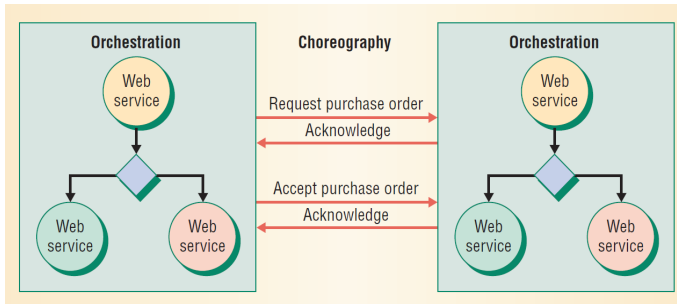 Orchestration
Choreography
Orchestration
Web
service
Web
service
Request purchase order
Acknowledge
Accept purchase order
Acknowledge
Web
service
Web
service
Web
service
Web
service